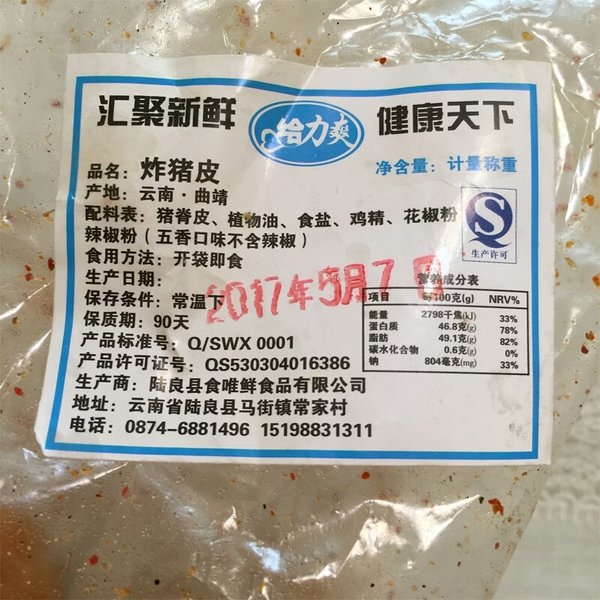 汇聚新鲜 给力爽 健康天下
品名：炸猪皮
净含量：计量称重
产地：云南·曲靖
配料表：猪脊皮、植物油、食盐、鸡精、花椒粉
辣椒粉（五香口味不含辣椒）
生产许可
食用方法：开袋即食
生产日期：
2017年5月7日
保存条件：常温下
保质期：90天
产品标准号：Q/SWX 0001
产品许可证号：QS530304016386
生产商：陆良县食唯鲜食品有限公司
地址：云南省陆良县马街镇常家村
电话：0874-6881496 15198831311
营养成分表
项目 每100克(g) NRV%
能量 2798千焦(kJ) 33%
蛋白质 46.8克(g) 78%
脂肪 49.1克(g) 82%
碳水化合物 0.6克(g) 0%
钠 804毫克(mg) 33%